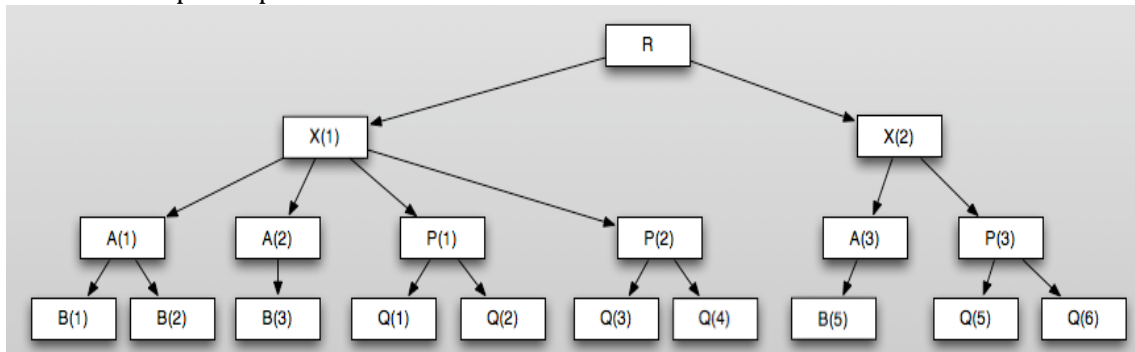 R
X(1) X(2)
A(1) A(2) P(1) P(2) A(3) P(3)
B(1) B(2) B(3) Q(1) Q(2) Q(3) Q(4) B(5) Q(5) Q(6)